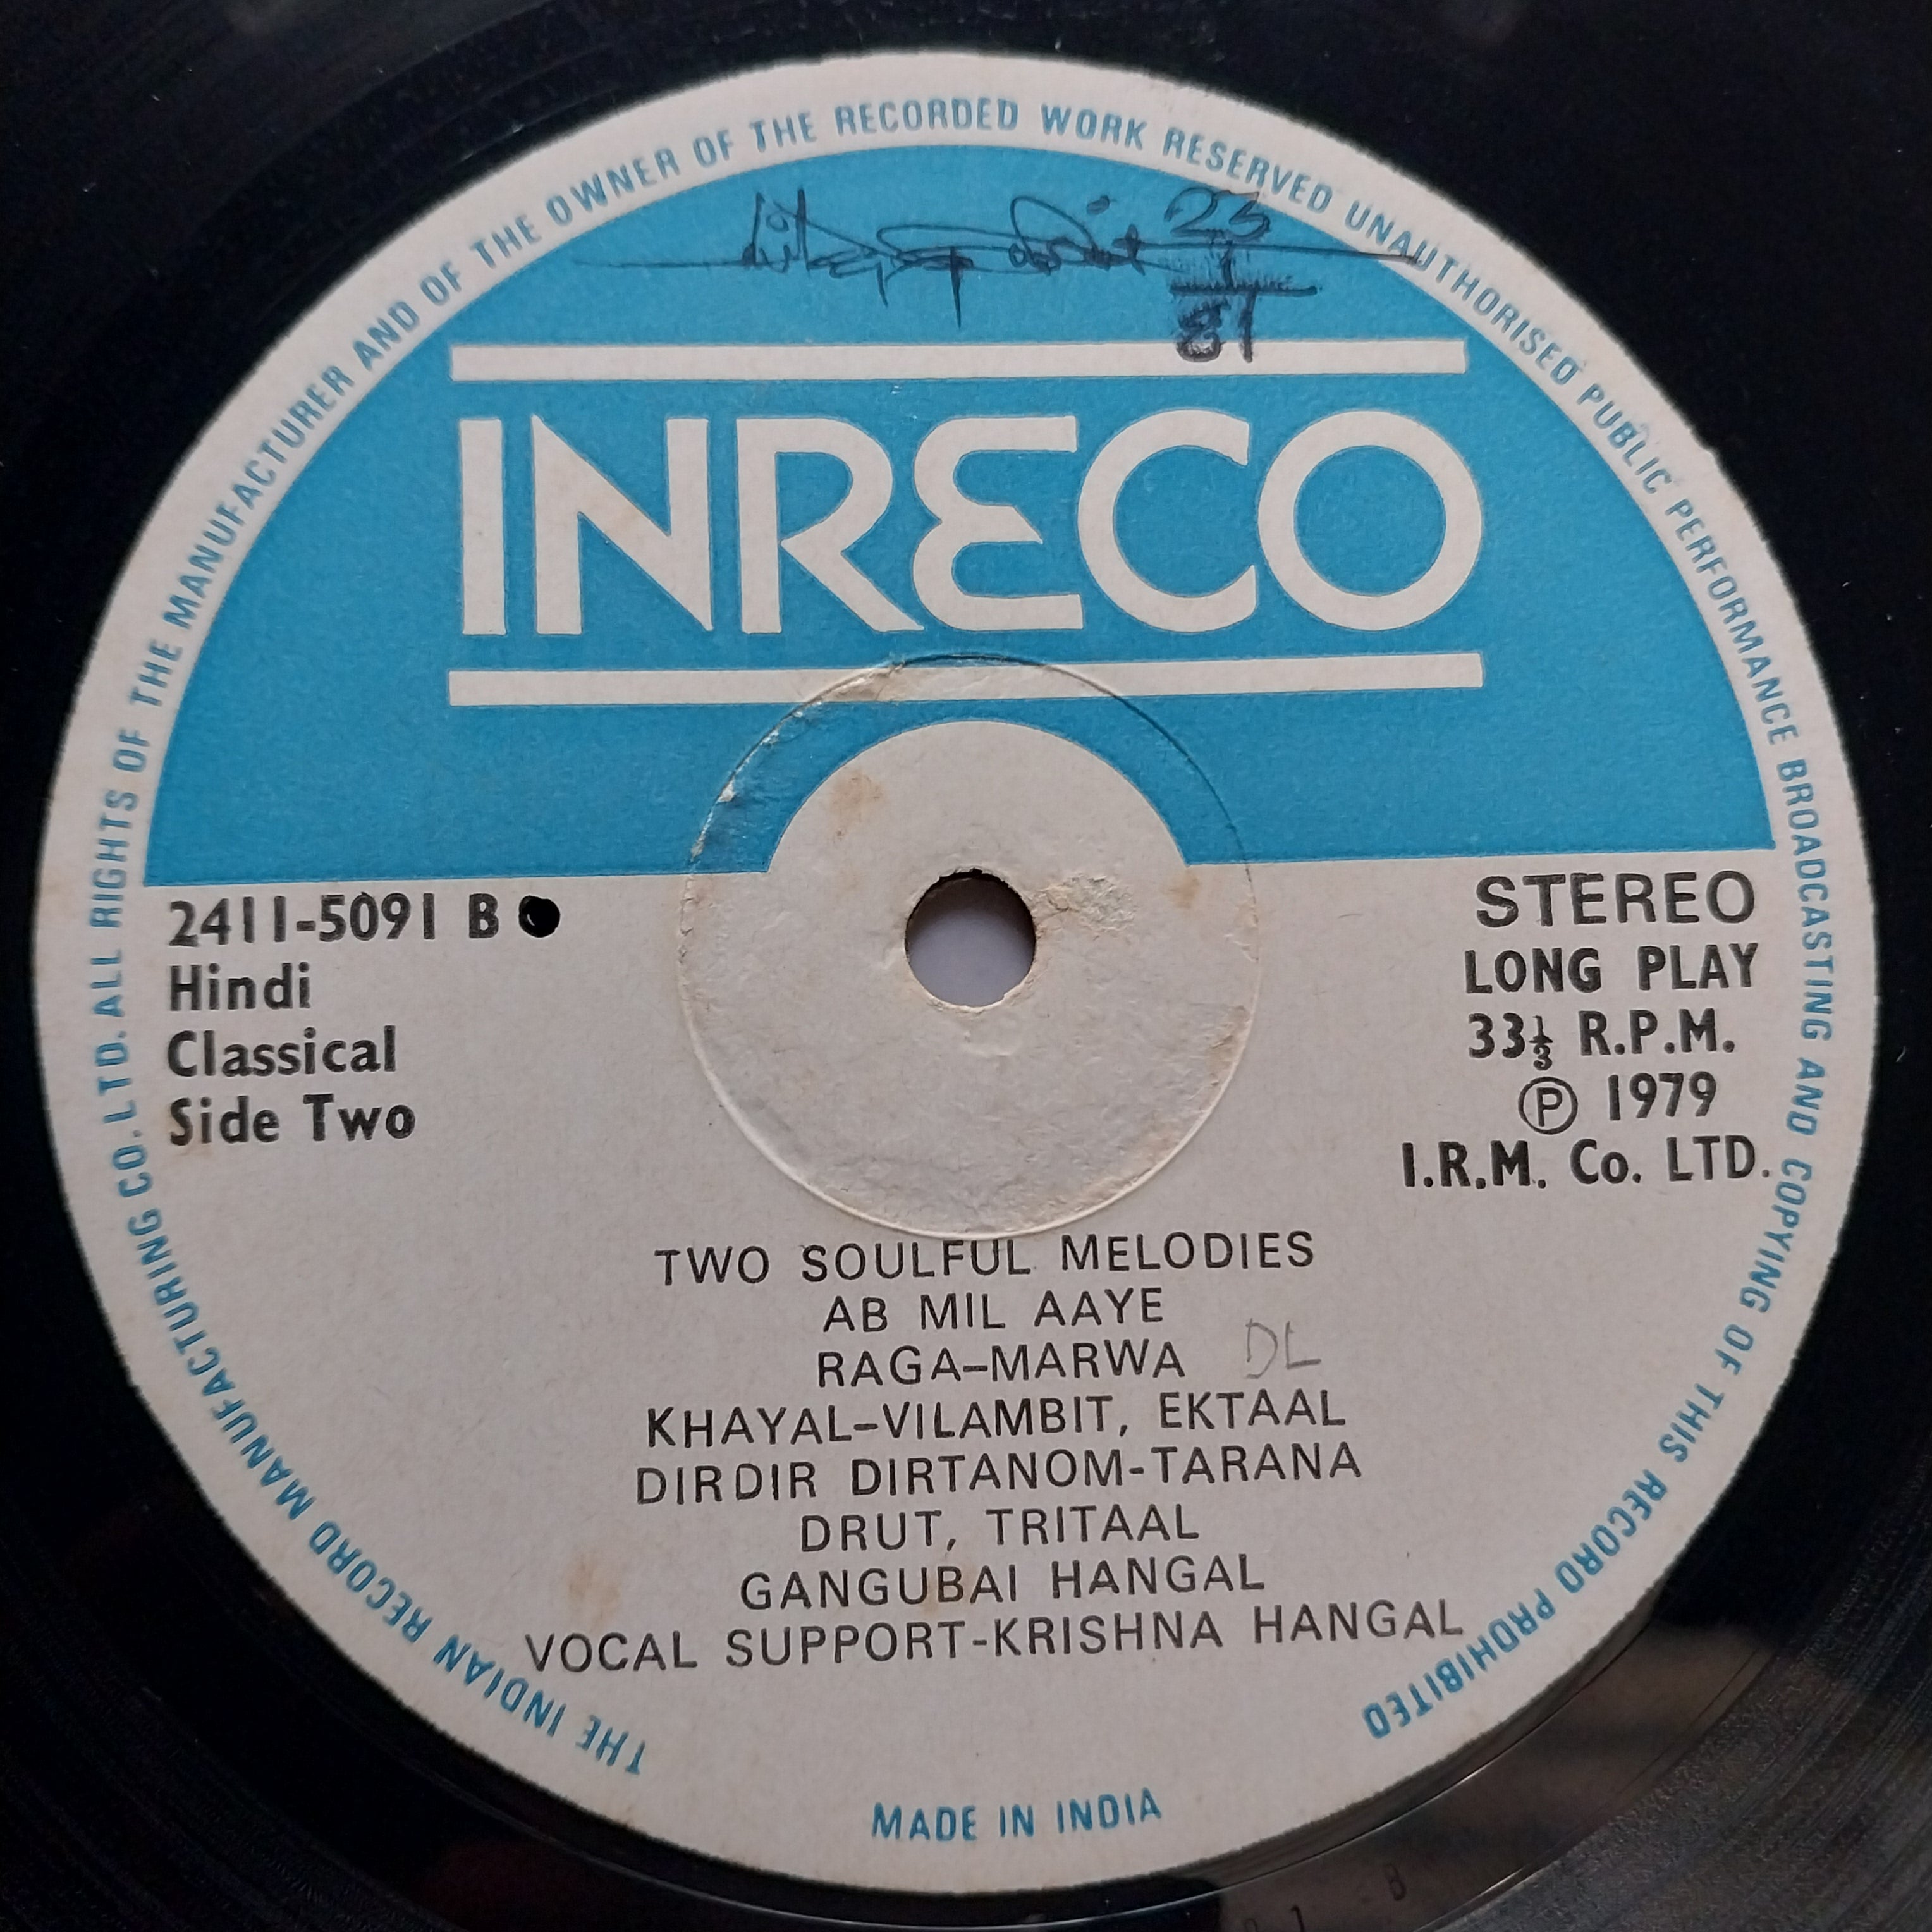 THE INDIAN RECORD MANUFACTURING CO. LTD. ALL RIGHTS OF THE MANUFACTURER AND OF THE OWNER OF THE RECORDED WORK RESERVED UNAUTHORISED PUBLIC PERFORMANCE BROADCASTING AND COPYING OF THIS RECORD PROHIBITED
23
1
81
INRECO
2411-5091 B
Hindi
Classical
Side Two
STEREO
LONG PLAY
33⅓ R.P.M.
Ⓟ 1979
I.R.M. Co. LTD.
TWO SOULFUL MELODIES
AB MIL AAYE
RAGA-MARWA DL
KHAYAL-VILAMBIT, EKTAAL
DIRDIR DIRTANOM-TARANA
DRUT, TRITAAL
GANGUBAI HANGAL
VOCAL SUPPORT-KRISHNA HANGAL
MADE IN INDIA